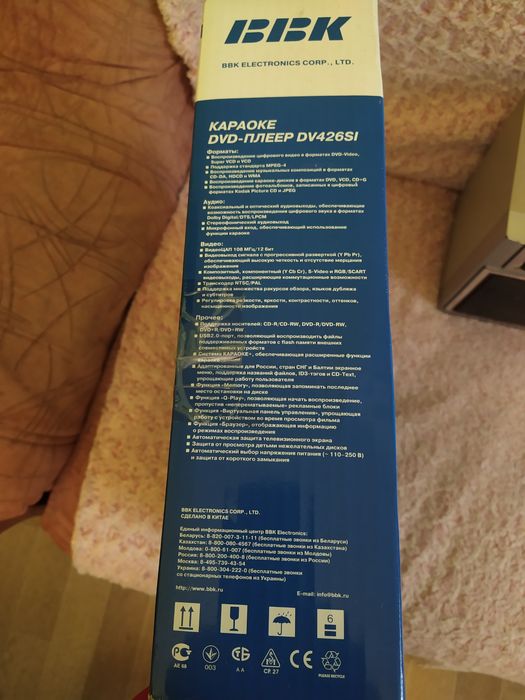 BBK
BBK ELECTRONICS CORP., LTD.
КАРАОКЕ
DVD-ПЛЕЕР DV426SI
Форматы:
Воспроизведение цифрового видео в форматах DVD-Video,
Super VCD и VCD
Поддержка стандарта MPEG-4
Воспроизведение музыкальных композиций в форматах
CD-DA, HDCD и WMA
Воспроизведение караоке-дисков в форматах DVD, VCD, CD+G
Воспроизведение фотоальбомов, записанных в цифровый
форматах Kodak Picture CD и JPEG
Аудио:
Коаксиальный и оптический аудиовыходы, обеспечивающие
возможность воспроизведения цифрового звука в форматах
Dolby Digital/DTS/LPCM
Стереофонический аудиовыход
Микрофонный вход, обеспечивающий использование
функции караоке
Видео:
ВидеоЦАП 108 МГц/12 бит
Видеовыход сигнала с прогрессивной разверткой (Y Pb Pr),
обеспечивающий высокую четкость и отсутствие мерцания
изображения
Композитный, компонентный (Y Cb Cr), S-Video и RGB/SCART
видеовыходы, расширяющие коммутационные возможности
Транскодер NTSC/PAL
Поддержка множества ракурсов обзора, языков дубляжа
и субтитров
Регулировка резкости, яркости, контрастности, оттенков,
насыщенности изображения
Прочее:
Поддержка носителей: CD-R/CD-RW, DVD-R/DVD-RW,
DVD+R/DVD+RW
USB2.0-порт, позволяющий воспроизводить файлы
поддерживаемых форматов с flash памяти внешних
совместимых устройств
Система КАРАОКЕ+, обеспечивающая расширенные функции
караоке
Адаптированные для России, стран СНГ и Балтии экранное
меню, поддержка названий файлов, ID3-тэгов и CD-Text,
упрощающие работу пользователя
Функция «Memory», позволяющая запоминать последнее
место остановки на диске
Функция «Q-Play», позволяющая начать воспроизведение,
пропустив «неперематываемые» рекламные блоки
Функция «Виртуальная панель управления», упрощающая
работу с устройством во время просмотра фильма
Функция «Браузер», отображающая информацию
о режимах воспроизведения
Автоматическая защита телевизионного экрана
Защита от просмотра детьми нежелательных дисков
Автоматический выбор напряжения питания (~ 110–250 В)
и защита от короткого замыкания
BBK ELECTRONICS CORP., LTD.
СДЕЛАНО В КИТАЕ
Единый информационный центр BBK Electronics:
Беларусь: 8-820-007-3-11-11 (бесплатные звонки из Беларуси)
Казахстан: 8-800-080-4567 (бесплатные звонки из Казахстана)
Молдова: 0-800-61-007 (бесплатные звонки из Молдовы)
Россия: 8-800-200-400-8 (бесплатные звонки из России)
Москва: 8-495-739-43-54
Украина: 8-800-304-222-0 (бесплатные звонки
со стационарных телефонов из Украины)
http://www.bbk.ru E-mail: info@bbk.ru
6
АЕ 68
003
АА
СР. 27
CE
PLEASE RECYCLE